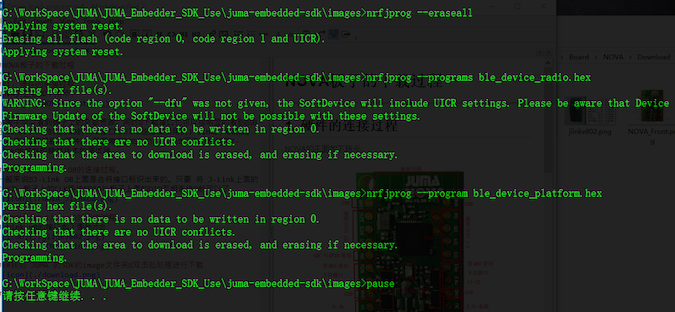 G:\WorkSpace\JUMA\JUMA_Embedder_SDK_Use\juma-embedded-sdk\images>nrfjprog --eraseall
Applying system reset.
Erasing all flash (code region 0, code region 1 and UICR).
Applying system reset.
G:\WorkSpace\JUMA\JUMA_Embedder_SDK_Use\juma-embedded-sdk\images>nrfjprog --programs ble_device_radio.hex
Parsing hex file(s).
WARNING: Since the option "--dfu" was not given, the SoftDevice will include UICR settings. Please be aware that Device
Firmware Update of the SoftDevice will not be possible with these settings.
Checking that there is no data to be written in region 0.
Checking that there are no UICR conflicts.
Checking that the area to download is erased, and erasing if necessary.
Programming.
G:\WorkSpace\JUMA\JUMA_Embedder_SDK_Use\juma-embedded-sdk\images>nrfjprog --program ble_device_platform.hex
Parsing hex file(s).
Checking that there is no data to be written in region 0.
Checking that there are no UICR conflicts.
Checking that the area to download is erased, and erasing if necessary.
Programming.
G:\WorkSpace\JUMA\JUMA_Embedder_SDK_Use\juma-embedded-sdk\images>pause
请按任意键继续. . .
Board
NOVA
Download
jlinkv802.png
NOVA_Front.p
JUMA